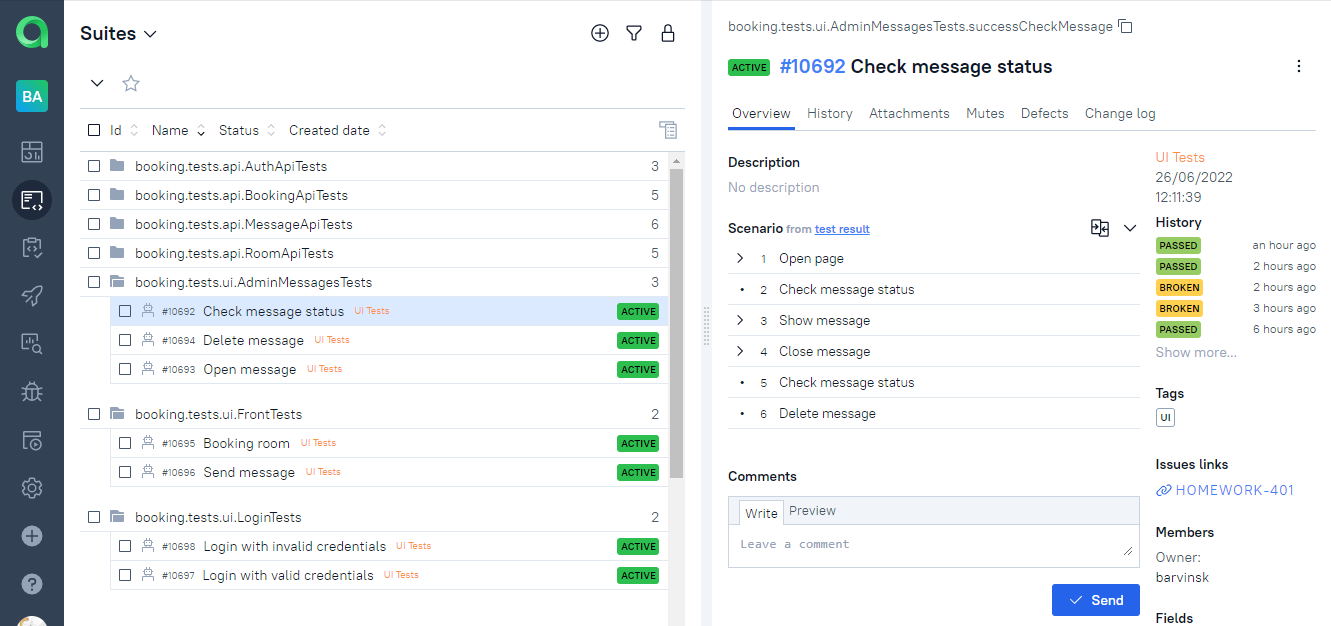 BA
Suites
Id Name Status Created date
booking.tests.api.AuthApiTests 3
booking.tests.api.BookingApiTests 5
booking.tests.api.MessageApiTests 6
booking.tests.api.RoomApiTests 5
booking.tests.ui.AdminMessagesTests 3
#10692 Check message status UI Tests ACTIVE
#10694 Delete message UI Tests ACTIVE
#10693 Open message UI Tests ACTIVE
booking.tests.ui.FrontTests 2
#10695 Booking room UI Tests ACTIVE
#10696 Send message UI Tests ACTIVE
booking.tests.ui.LoginTests 2
#10698 Login with invalid credentials UI Tests ACTIVE
#10697 Login with valid credentials UI Tests ACTIVE
booking.tests.ui.AdminMessagesTests.successCheckMessage
ACTIVE #10692 Check message status
Overview History Attachments Mutes Defects Change log
Description
No description
Scenario from test result
1 Open page
2 Check message status
3 Show message
4 Close message
5 Check message status
6 Delete message
Comments
Write Preview
Leave a comment
Send
UI Tests
26/06/2022
12:11:39
History
PASSED an hour ago
PASSED 2 hours ago
BROKEN 2 hours ago
BROKEN 3 hours ago
PASSED 6 hours ago
Show more...
Tags
UI
Issues links
HOMEWORK-401
Members
Owner:
barvinsk
Fields